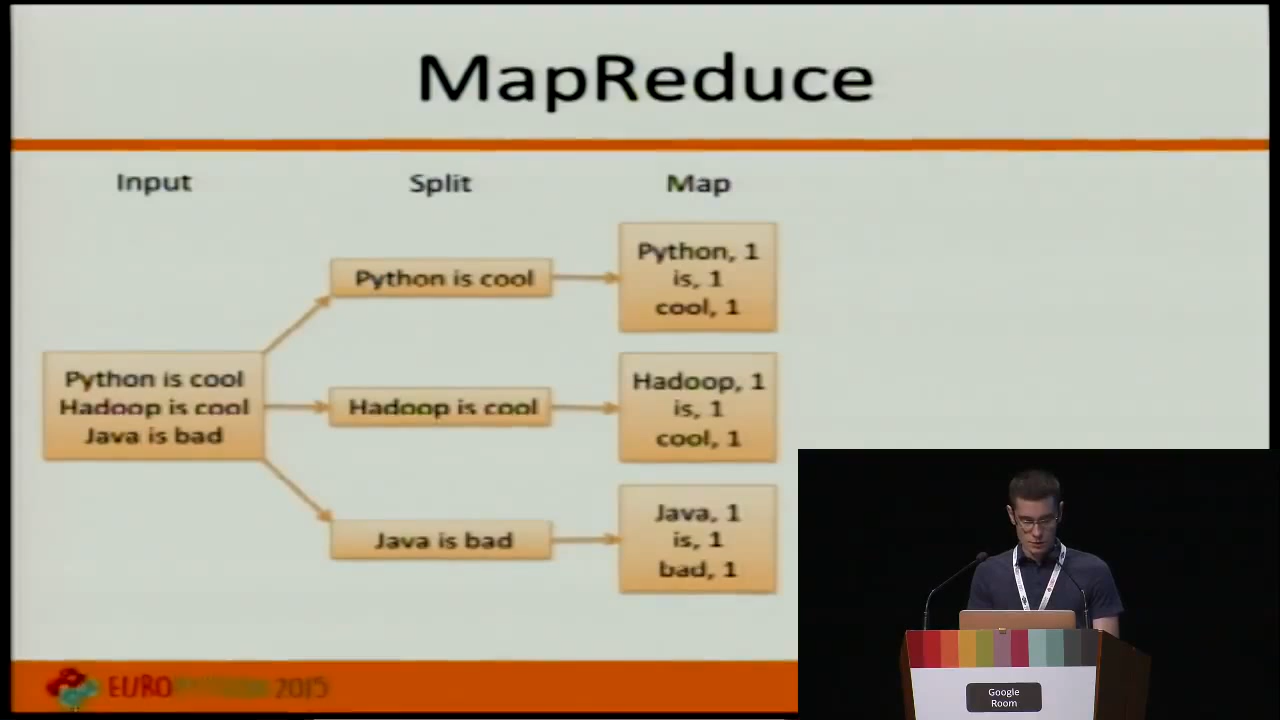 MapReduce
Input
Split
Map
Python is cool
Hadoop is cool
Java is bad
Python is cool
Hadoop is cool
Java is bad
Python, 1
is, 1
cool, 1
Hadoop, 1
is, 1
cool, 1
Java, 1
is, 1
bad, 1
EUROPYTHON 2015
Google
Room